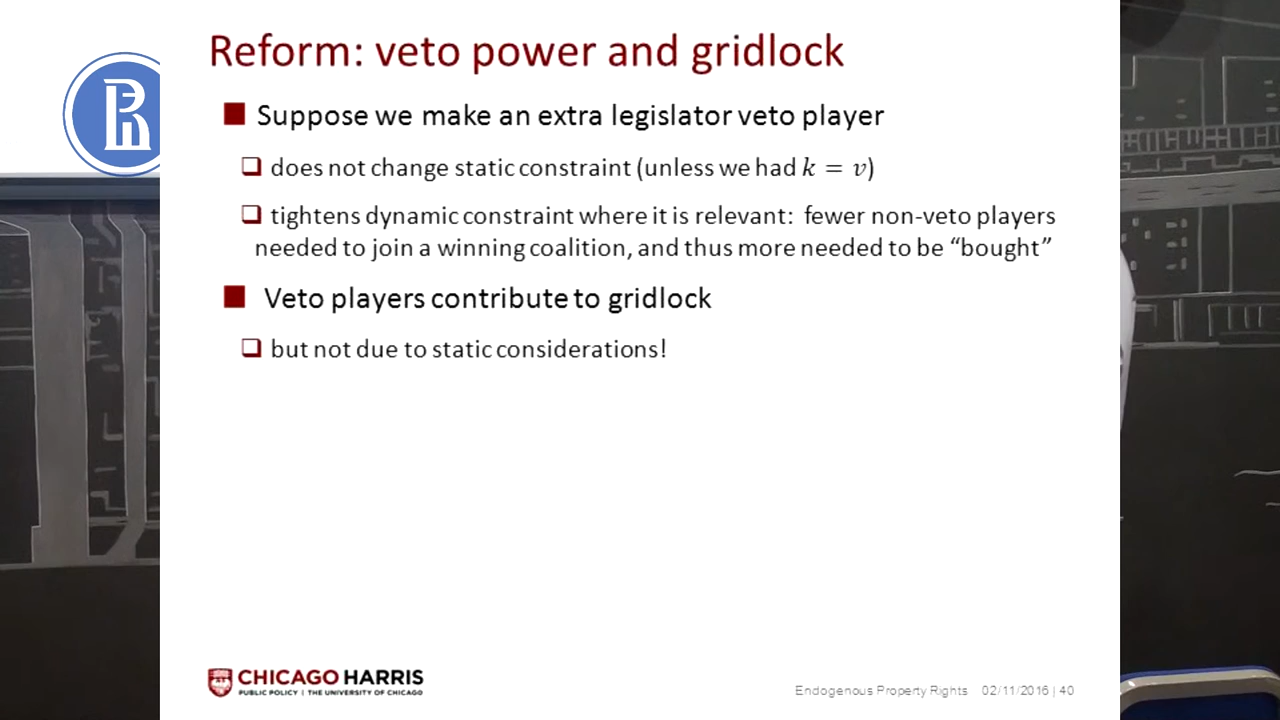 Reform: veto power and gridlock
Suppose we make an extra legislator veto player
does not change static constraint (unless we had k = v)
tightens dynamic constraint where it is relevant: fewer non-veto players
needed to join a winning coalition, and thus more needed to be “bought”
Veto players contribute to gridlock
but not due to static considerations!
CHICAGO HARRIS
PUBLIC POLICY | THE UNIVERSITY OF CHICAGO
Endogenous Property Rights 02/11/2016 | 40